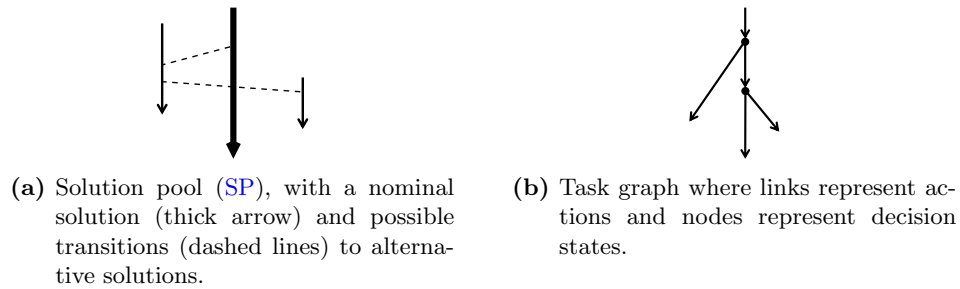 (a) Solution pool (SP), with a nominal
solution (thick arrow) and possible
transitions (dashed lines) to alterna-
tive solutions.
(b) Task graph where links represent ac-
tions and nodes represent decision
states.